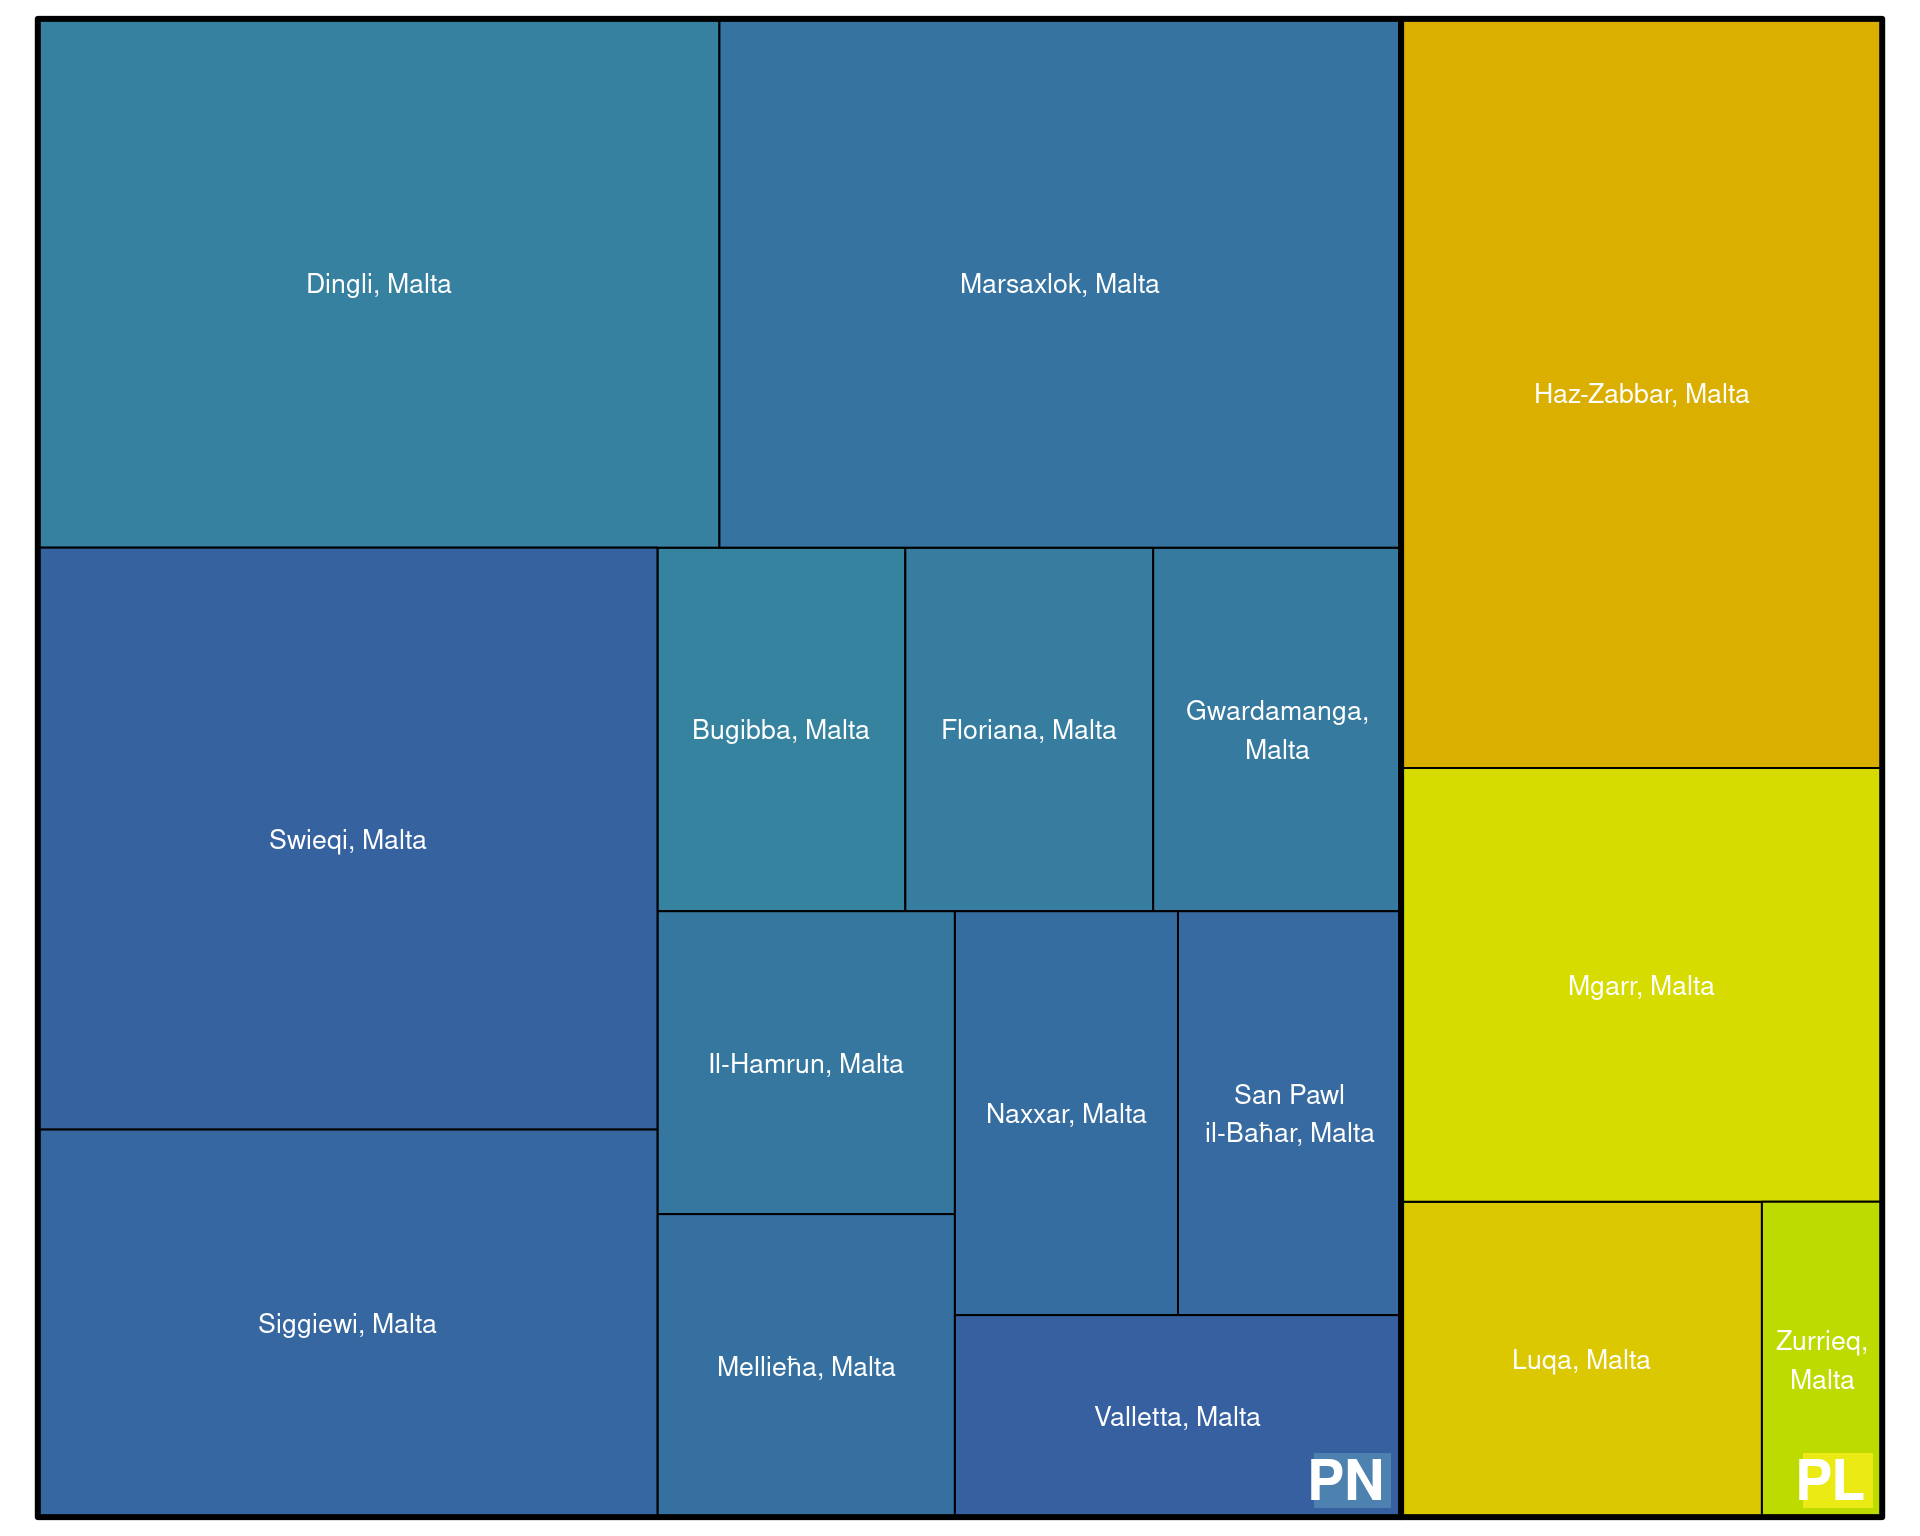 Dingli, Malta
Marsaxlok, Malta
Haz-Zabbar, Malta
Swieqi, Malta
Bugibba, Malta
Floriana, Malta
Gwardamanga,
Malta
Mgarr, Malta
Il-Hamrun, Malta
Naxxar, Malta
San Pawl
il-Baħar, Malta
Siggiewi, Malta
Mellieħa, Malta
Valletta, Malta
Luqa, Malta
Zurrieq,
Malta
PN
PL